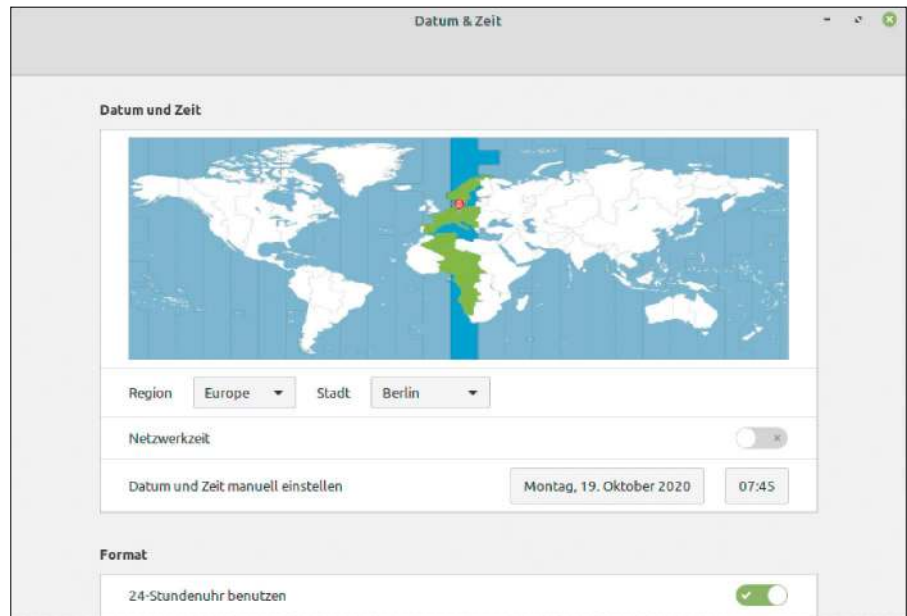 Datum & Zeit
Datum und Zeit
Region Europe Stadt Berlin
Netzwerkzeit
Datum und Zeit manuell einstellen Montag, 19. Oktober 2020 07:45
Format
24-Stundenuhr benutzen